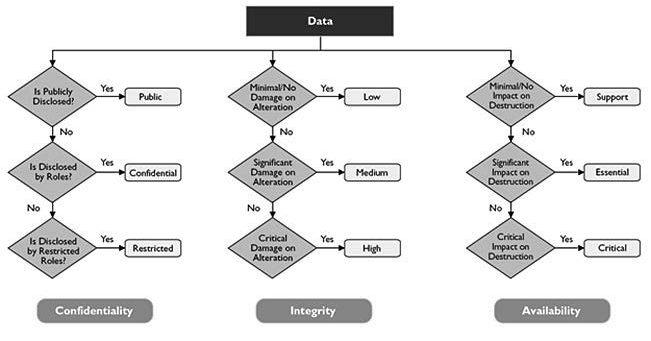 Data
Is Publicly
Disclosed?
Yes
Public
No
Is Disclosed
by Roles?
Yes
Confidential
No
Is Disclosed
by Restricted
Roles?
Yes
Restricted
Confidentiality
Minimal/No
Damage on
Alteration
Yes
Low
No
Significant
Damage on
Alteration
Yes
Medium
No
Critical
Damage on
Alteration
Yes
High
Integrity
Minimal/No
Impact on
Destruction
Yes
Support
No
Significant
Impact on
Destruction
Yes
Essential
No
Critical
Impact on
Destruction
Yes
Critical
Availability